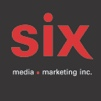 six
media + marketing inc.